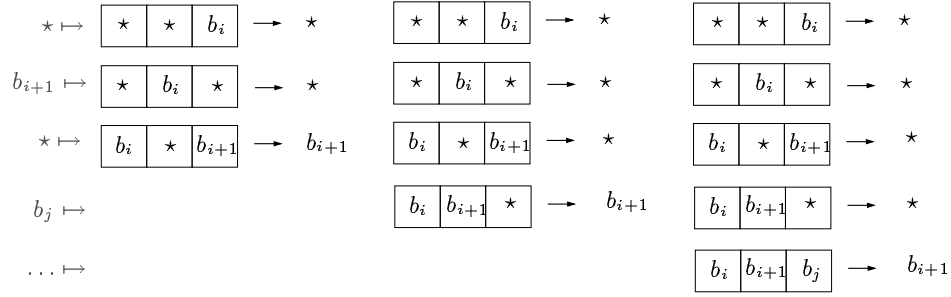 ⋆ ↦ ⋆ ⋆ b_i → ⋆ ⋆ ⋆ b_i → ⋆ ⋆ ⋆ b_i → ⋆
b_{i+1} ↦ ⋆ b_i ⋆ → ⋆ ⋆ b_i ⋆ → ⋆ ⋆ b_i ⋆ → ⋆
⋆ ↦ b_i ⋆ b_{i+1} → b_{i+1} b_i ⋆ b_{i+1} → ⋆ b_i ⋆ b_{i+1} → ⋆
b_j ↦ b_i b_{i+1} ⋆ → b_{i+1} b_i b_{i+1} ⋆ → ⋆
... ↦ b_i b_{i+1} b_j → b_{i+1}